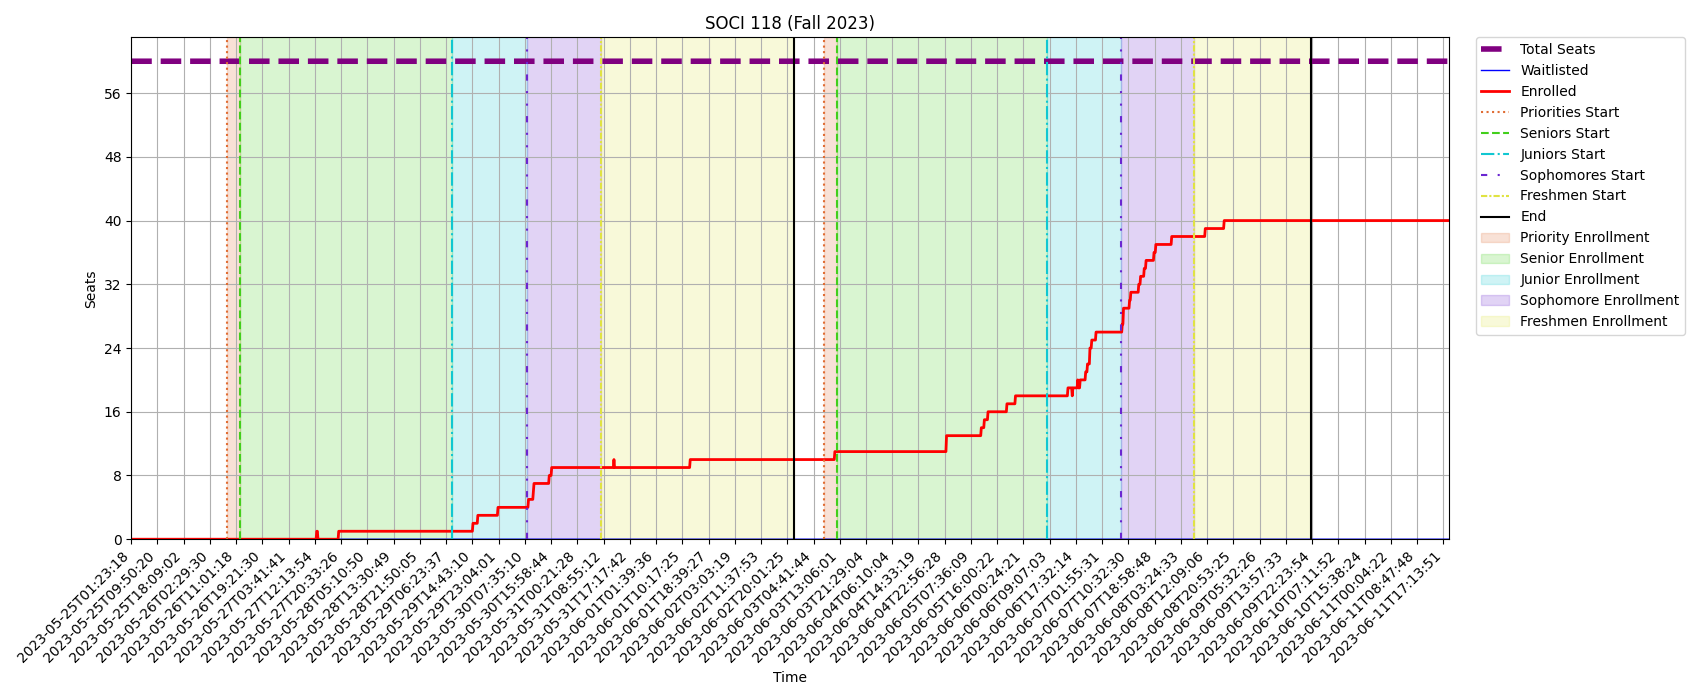 SOCI 118 (Fall 2023)
Total Seats
Waitlisted
Enrolled
Priorities Start
Seniors Start
Juniors Start
Sophomores Start
Freshmen Start
End
Priority Enrollment
Senior Enrollment
Junior Enrollment
Sophomore Enrollment
Freshmen Enrollment
Seats
56
48
40
32
24
16
8
0
2023-05-25T01:23:18
2023-05-25T09:50:20
2023-05-25T18:09:02
2023-05-26T02:29:30
2023-05-26T11:01:18
2023-05-26T19:21:30
2023-05-27T03:41:41
2023-05-27T12:13:54
2023-05-27T20:33:26
2023-05-28T05:10:50
2023-05-28T13:30:49
2023-05-28T21:50:05
2023-05-29T06:23:37
2023-05-29T14:43:10
2023-05-29T23:04:01
2023-05-30T07:35:10
2023-05-30T15:58:44
2023-05-31T00:21:28
2023-05-31T08:55:12
2023-05-31T17:17:42
2023-06-01T01:39:36
2023-06-01T10:17:25
2023-06-01T18:39:27
2023-06-02T03:03:19
2023-06-02T11:37:53
2023-06-02T20:01:25
2023-06-03T04:41:44
2023-06-03T13:06:01
2023-06-03T21:29:04
2023-06-04T06:10:04
2023-06-04T14:33:19
2023-06-04T22:56:28
2023-06-05T07:36:09
2023-06-05T16:00:22
2023-06-06T00:24:21
2023-06-06T09:07:03
2023-06-06T17:32:14
2023-06-07T01:55:31
2023-06-07T10:32:30
2023-06-07T18:58:48
2023-06-08T03:24:33
2023-06-08T12:09:06
2023-06-08T20:53:25
2023-06-09T05:32:26
2023-06-09T13:57:33
2023-06-09T22:23:54
2023-06-10T07:11:52
2023-06-10T15:38:24
2023-06-11T00:04:22
2023-06-11T08:47:48
2023-06-11T17:13:51
Time